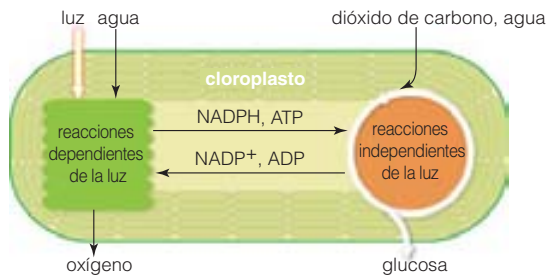 luz agua
dióxido de carbono, agua
cloroplasto
reacciones
dependientes
de la luz
NADPH, ATP
NADP+, ADP
reacciones
independientes
de la luz
oxígeno
glucosa